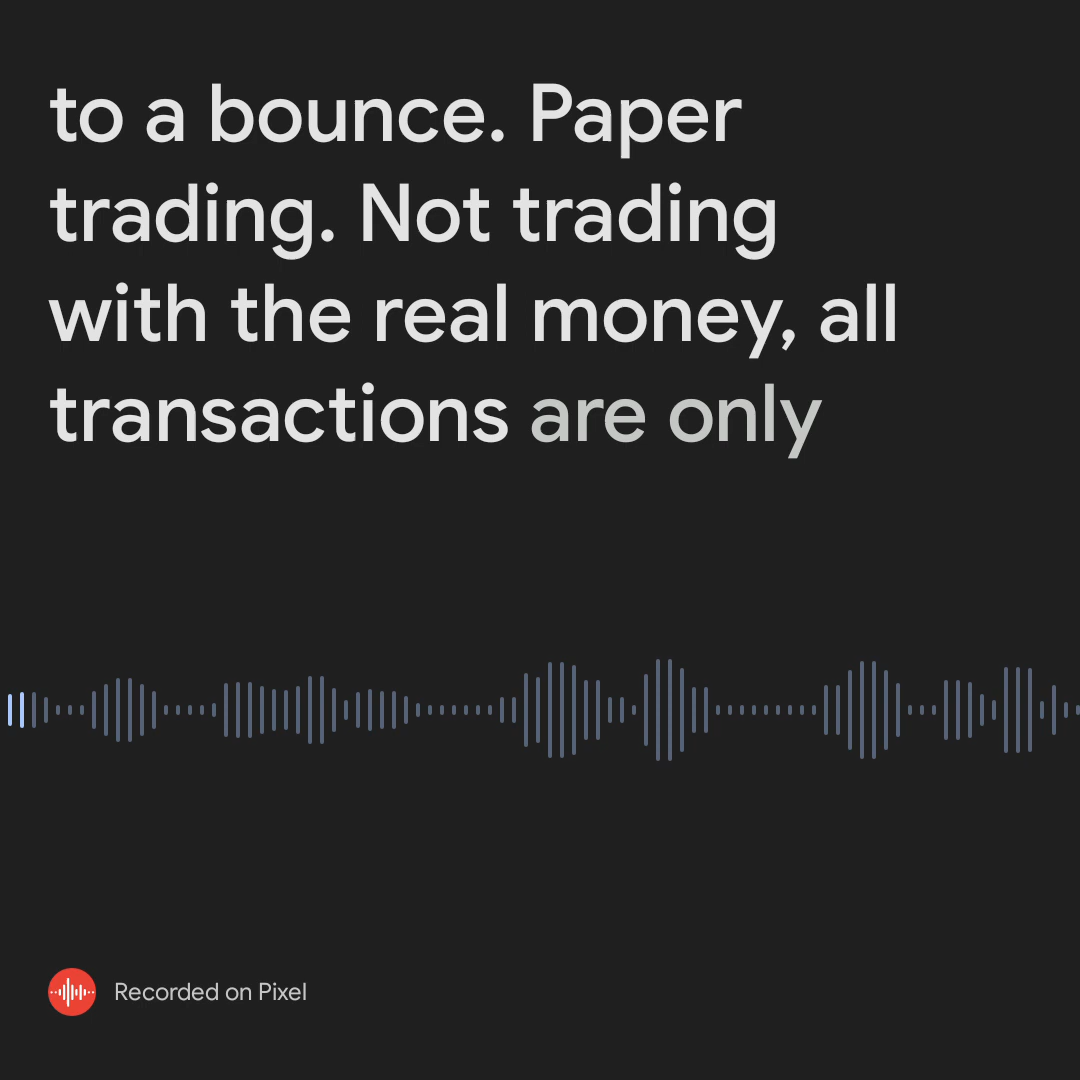 to a bounce. Paper
trading. Not trading
with the real money, all
transactions are only
Recorded on Pixel